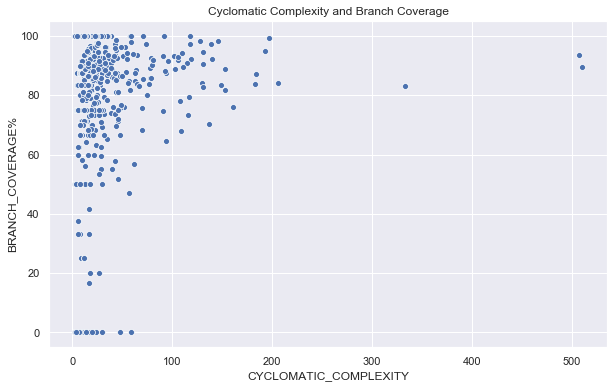 Cyclomatic Complexity and Branch Coverage
100
80
60
40
20
0
BRANCH_COVERAGE%
0 100 200 300 400 500
CYCLOMATIC_COMPLEXITY